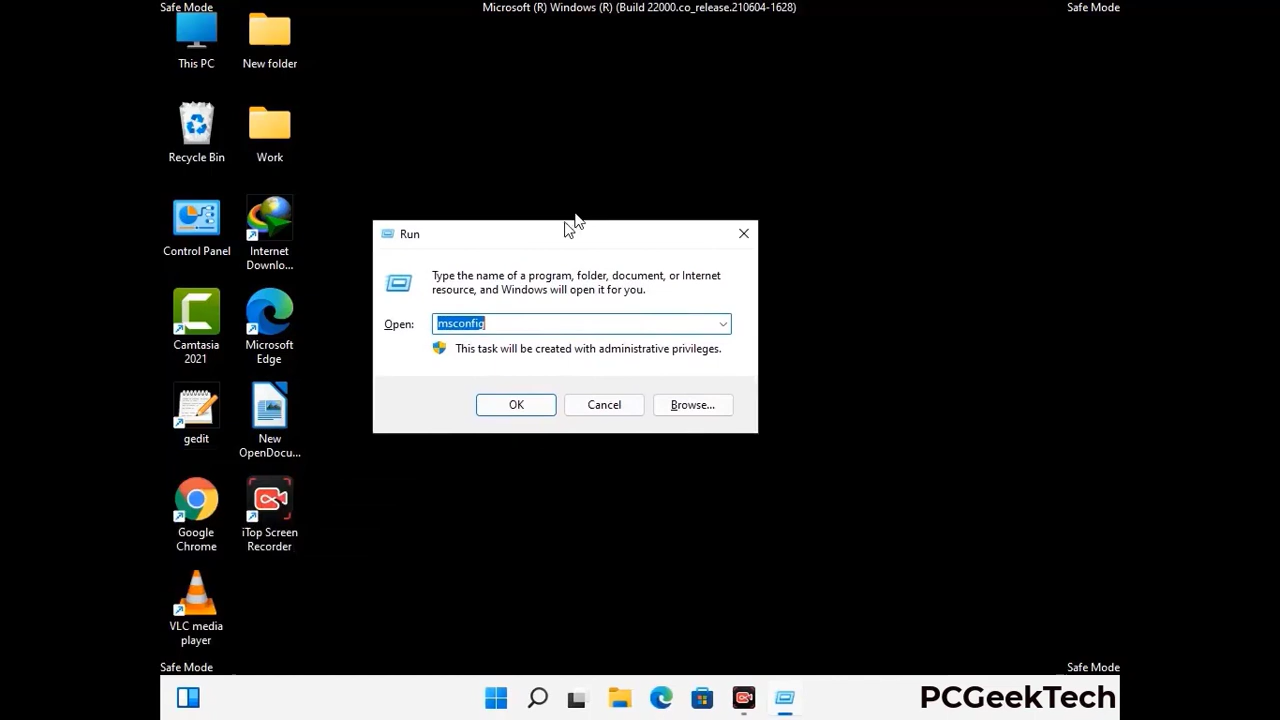 Safe Mode
Microsoft (R) Windows (R) (Build 22000.co_release.210604-1628)
Safe Mode
This PC
New folder
Recycle Bin
Work
Control Panel
Internet
Downlo...
Camtasia
2021
Microsoft
Edge
gedit
New
OpenDocu...
Google
Chrome
iTop Screen
Recorder
VLC media
player
Run
Type the name of a program, folder, document, or Internet
resource, and Windows will open it for you.
Open:
msconfig
This task will be created with administrative privileges.
OK
Cancel
Browse...
Safe Mode
Safe Mode
PCGeekTech